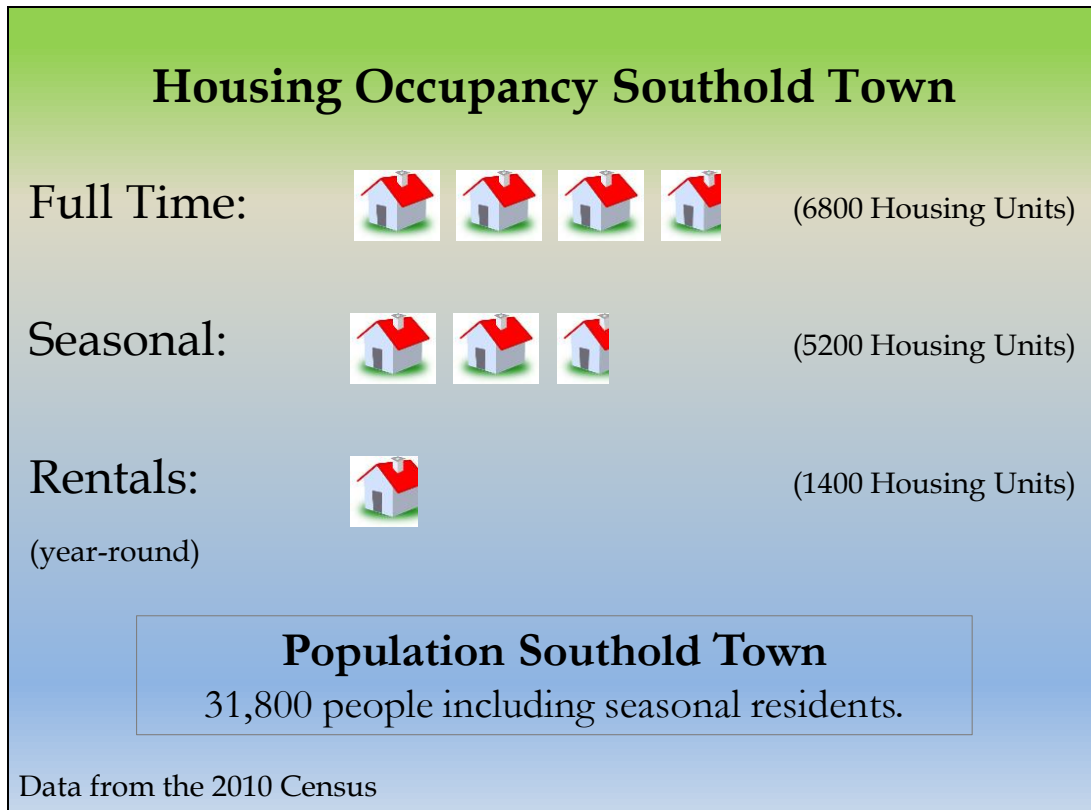 Housing Occupancy Southold Town
Full Time: (6800 Housing Units)
Seasonal: (5200 Housing Units)
Rentals: (1400 Housing Units)
(year-round)
Population Southold Town
31,800 people including seasonal residents.
Data from the 2010 Census